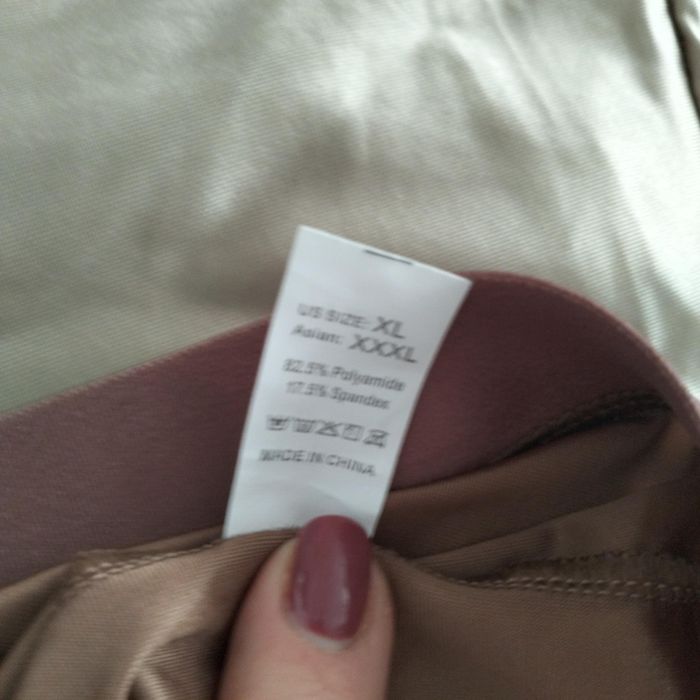 US SIZE: XL
Asian: XXXL
82.5% Polyamide
17.5% Spandex
MADE IN CHINA